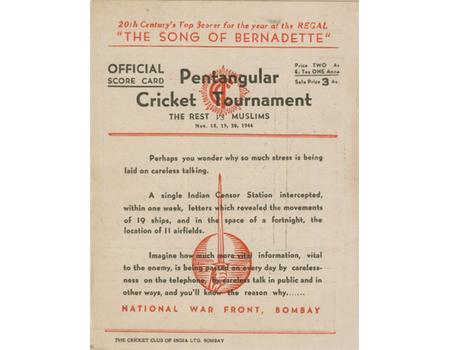 20th Century's Top Scorer for the year at the REGAL
"THE SONG OF BERNADETTE"
OFFICIAL
SCORE CARD
Pentangular
Cricket Tournament
THE REST vs MUSLIMS
Nov. 18, 19, 20, 1944
Price TWO As
E. Tax ONE Anna
Sale Price 3 As.
Perhaps you wonder why so much stress is being
laid on careless talking.
A single Indian Censor Station intercepted,
within one week, letters which revealed the movements
of 19 ships, and in the space of a fortnight, the
location of 11 airfields.
Imagine how much more vital information, vital
to the enemy, is being passed on every day by careless-
ness on the telephone, by careless talk in public and in
other ways, and you'll know the reason why.......
NATIONAL WAR FRONT, BOMBAY
THE CRICKET CLUB OF INDIA LTD. BOMBAY